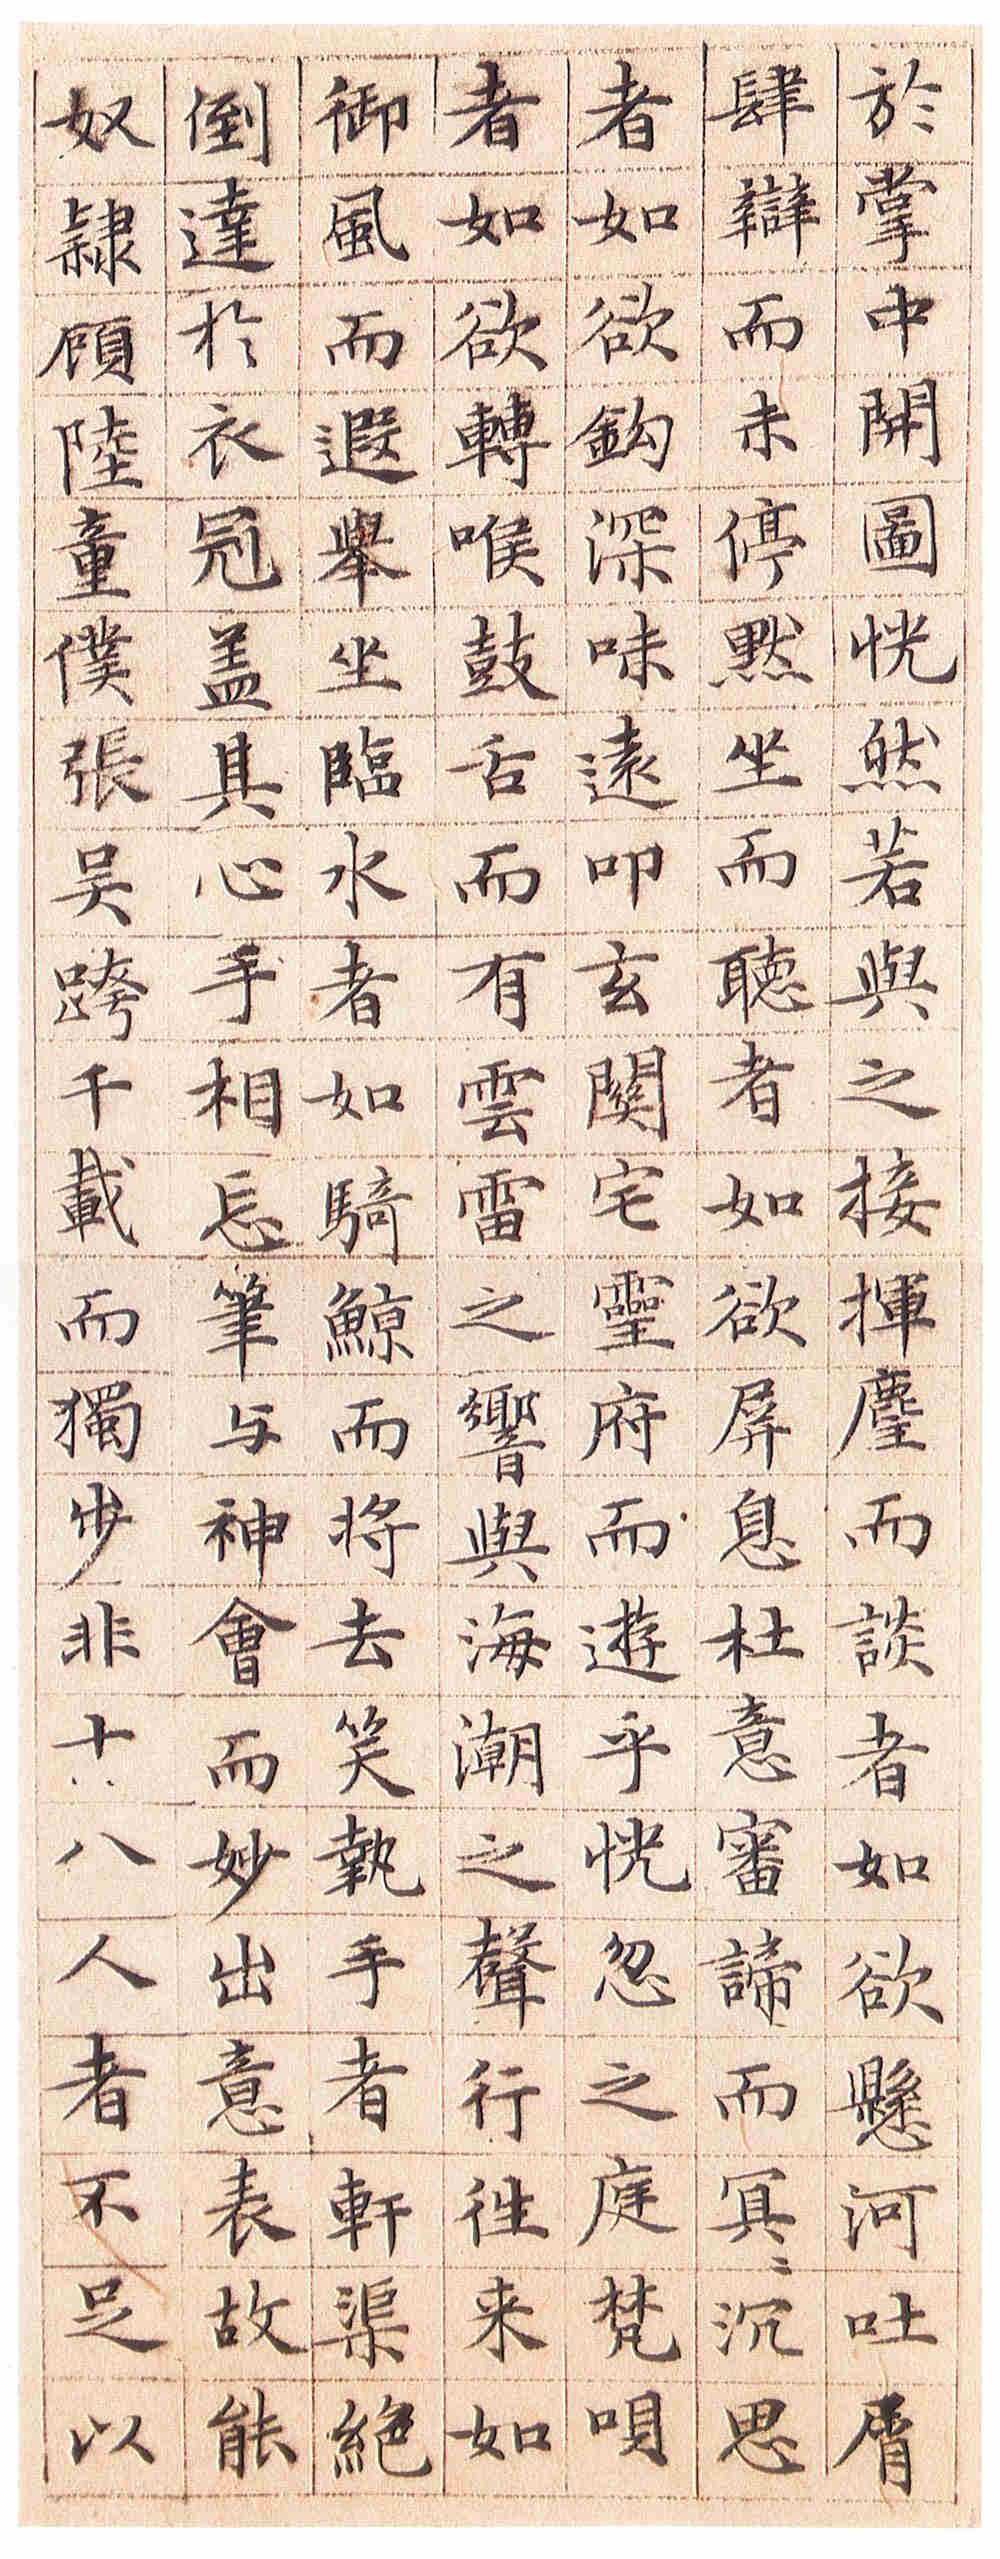 於掌中開圖恍然若與之接揮麈而談者如欲懸河吐屑
肆辯而未停默坐而聽者如欲屏息杜意審諦而冥〻沉思
者如欲鈎深味遠叩玄關宅靈府而遊乎恍忽之庭梵唄
者如欲轉喉鼓舌而有雲雷之響與海潮之聲行往来如
御風而遐舉坐臨水者如騎鯨而将去笑執手者軒渠絶
倒達於衣冠盖其心手相忘筆与神會而妙出意表故能
奴隸顧陸童僕張吴跨千載而獨步非十八人者不足以